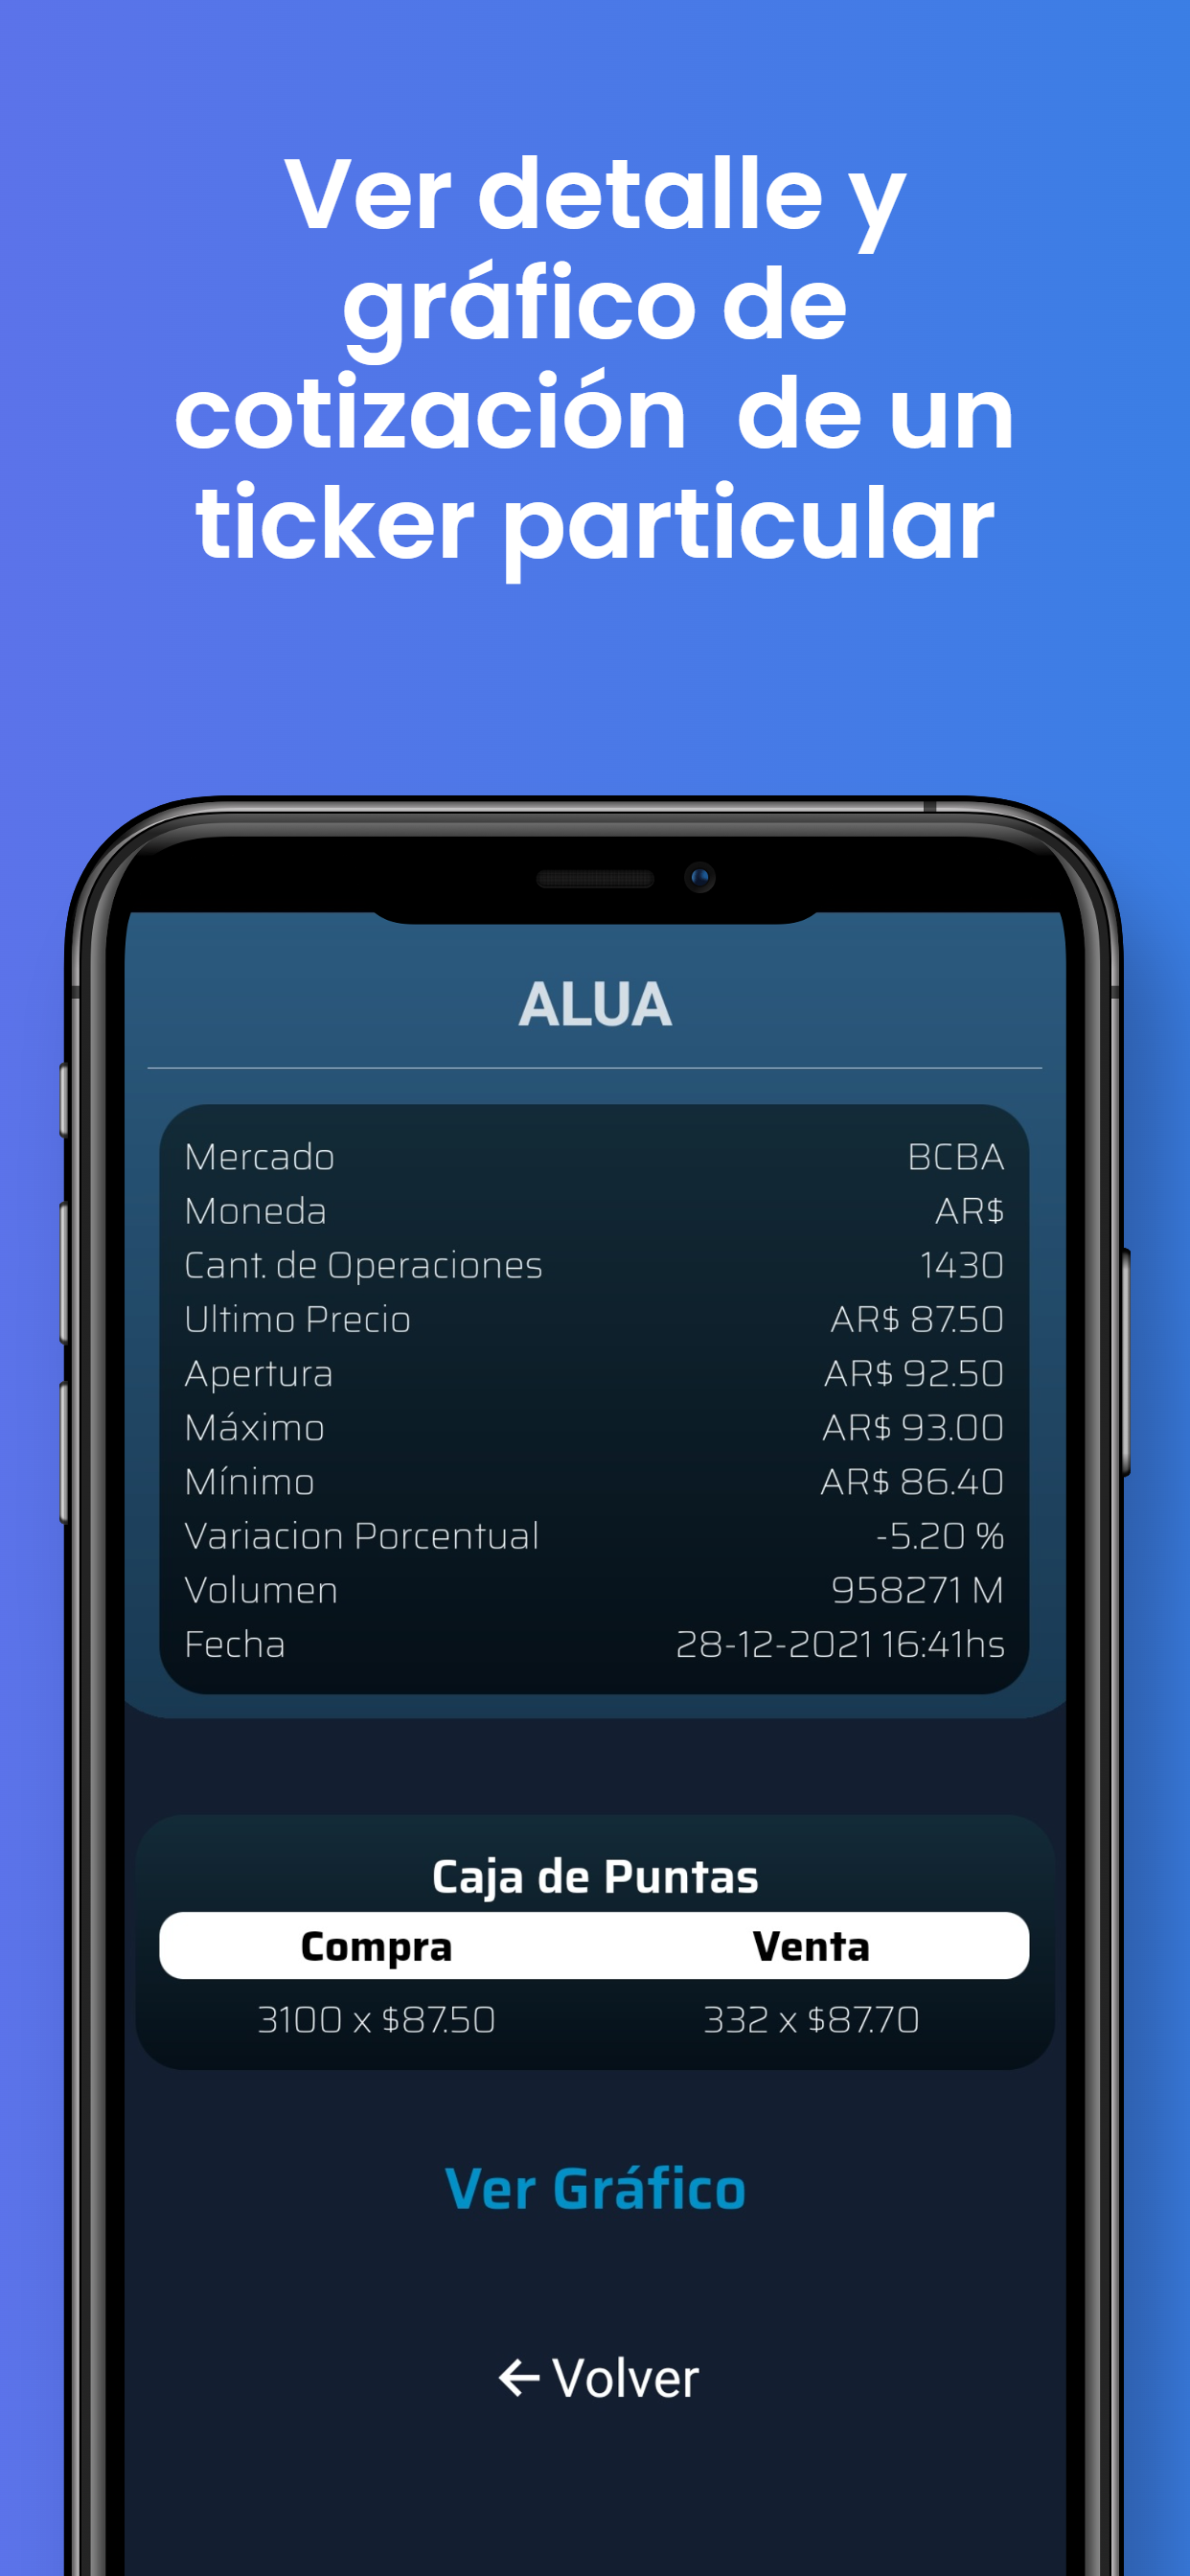 Ver detalle y
gráfico de
cotización  de un
ticker particular
ALUA
Mercado BCBA
Moneda AR$
Cant. de Operaciones 1430
Ultimo Precio AR$ 87.50
Apertura AR$ 92.50
Máximo AR$ 93.00
Mínimo AR$ 86.40
Variacion Porcentual -5.20 %
Volumen 958271 M
Fecha 28-12-2021 16:41hs
Caja de Puntas
Compra Venta
3100 x $87.50 332 x $87.70
Ver Gráfico
← Volver